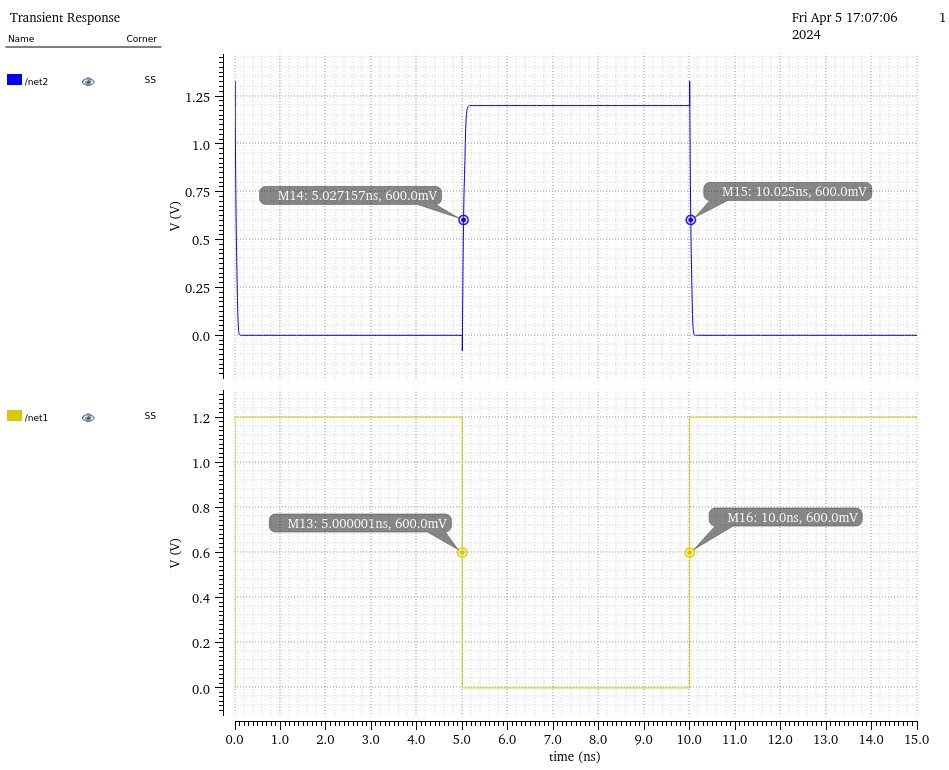 Transient Response
Fri Apr 5 17:07:06 2024
1
Name Corner
/net2 SS
V (V)
1.25
1.0
0.75
0.5
0.25
0.0
M14: 5.027157ns, 600.0mV
M15: 10.025ns, 600.0mV
/net1 SS
V (V)
1.2
1.0
0.8
0.6
0.4
0.2
0.0
M13: 5.000001ns, 600.0mV
M16: 10.0ns, 600.0mV
0.0 1.0 2.0 3.0 4.0 5.0 6.0 7.0 8.0 9.0 10.0 11.0 12.0 13.0 14.0 15.0
time (ns)